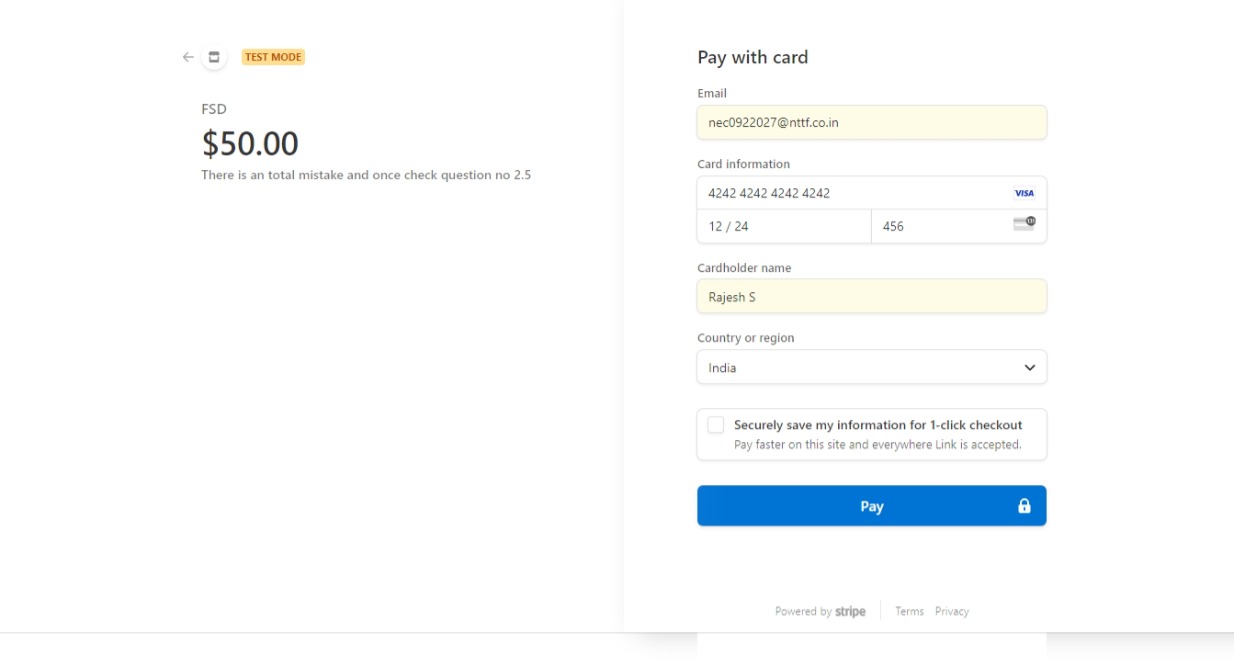 TEST MODE
FSD
$50.00
There is an total mistake and once check question no 2.5
Pay with card
Email
nec0922027@nttf.co.in
Card information
4242 4242 4242 4242 VISA
12 / 24 456
Cardholder name
Rajesh S
Country or region
India
Securely save my information for 1-click checkout
Pay faster on this site and everywhere Link is accepted.
Pay
Powered by stripe Terms Privacy